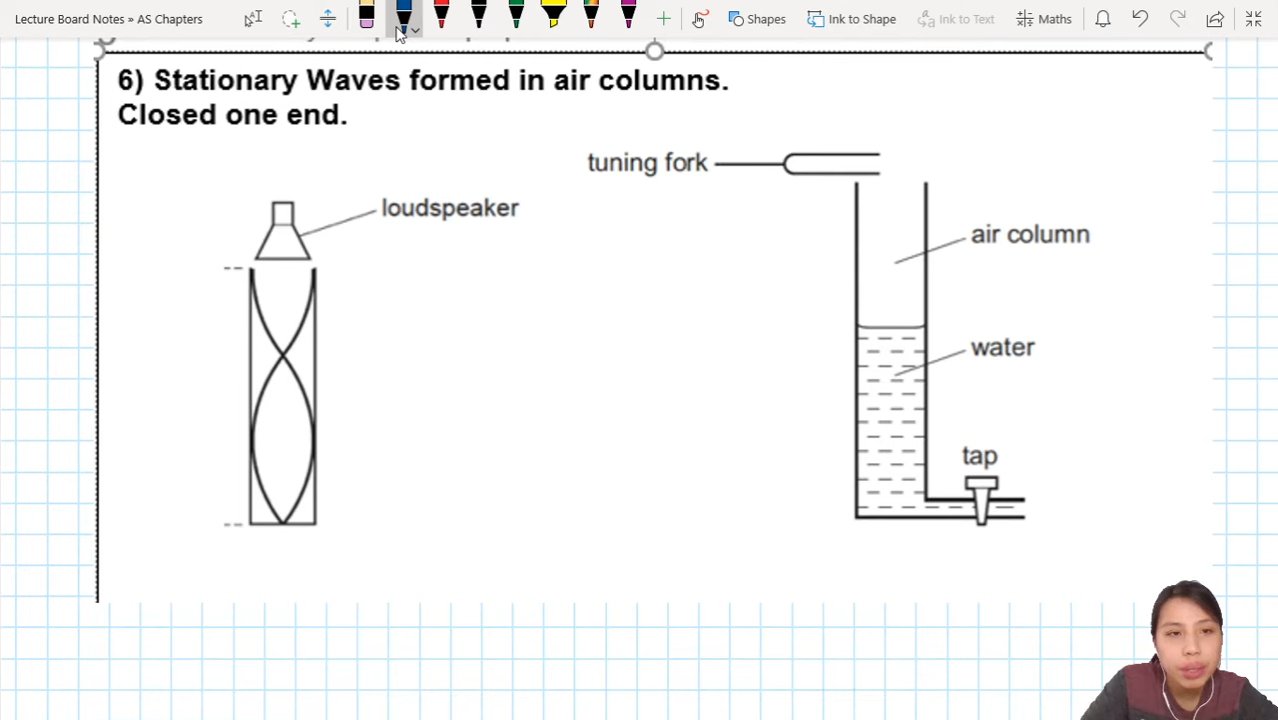 Lecture Board Notes » AS Chapters
Shapes
Ink to Shape
Ink to Text
Maths
6) Stationary Waves formed in air columns.
Closed one end.
tuning fork
loudspeaker
air column
water
tap